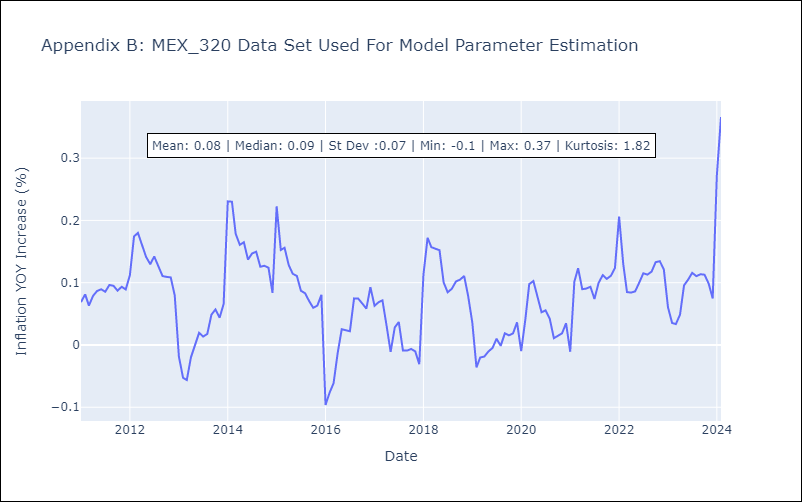 Appendix B: MEX_320 Data Set Used For Model Parameter Estimation
Mean: 0.08 | Median: 0.09 | St Dev :0.07 | Min: -0.1 | Max: 0.37 | Kurtosis: 1.82
Inflation YOY Increase (%)
0.3
0.2
0.1
0
−0.1
2012 2014 2016 2018 2020 2022 2024
Date